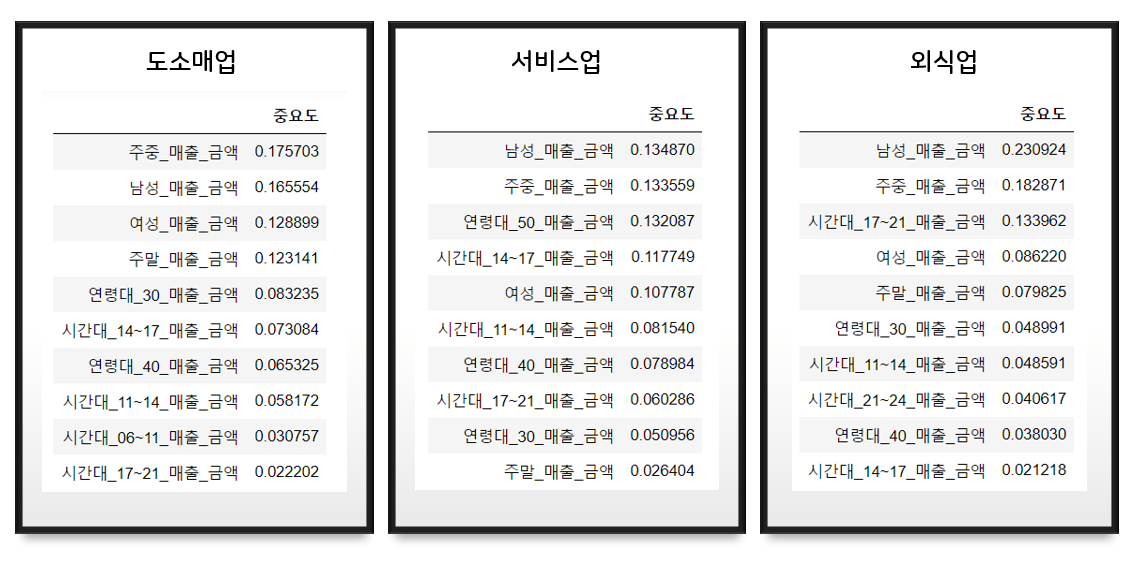 도소매업
중요도
주중_매출_금액 0.175703
남성_매출_금액 0.165554
여성_매출_금액 0.128899
주말_매출_금액 0.123141
연령대_30_매출_금액 0.083235
시간대_14~17_매출_금액 0.073084
연령대_40_매출_금액 0.065325
시간대_11~14_매출_금액 0.058172
시간대_06~11_매출_금액 0.030757
시간대_17~21_매출_금액 0.022202
서비스업
중요도
남성_매출_금액 0.134870
주중_매출_금액 0.133559
연령대_50_매출_금액 0.132087
시간대_14~17_매출_금액 0.117749
여성_매출_금액 0.107787
시간대_11~14_매출_금액 0.081540
연령대_40_매출_금액 0.078984
시간대_17~21_매출_금액 0.060286
연령대_30_매출_금액 0.050956
주말_매출_금액 0.026404
외식업
중요도
남성_매출_금액 0.230924
주중_매출_금액 0.182871
시간대_17~21_매출_금액 0.133962
여성_매출_금액 0.086220
주말_매출_금액 0.079825
연령대_30_매출_금액 0.048991
시간대_11~14_매출_금액 0.048591
시간대_21~24_매출_금액 0.040617
연령대_40_매출_금액 0.038030
시간대_14~17_매출_금액 0.021218